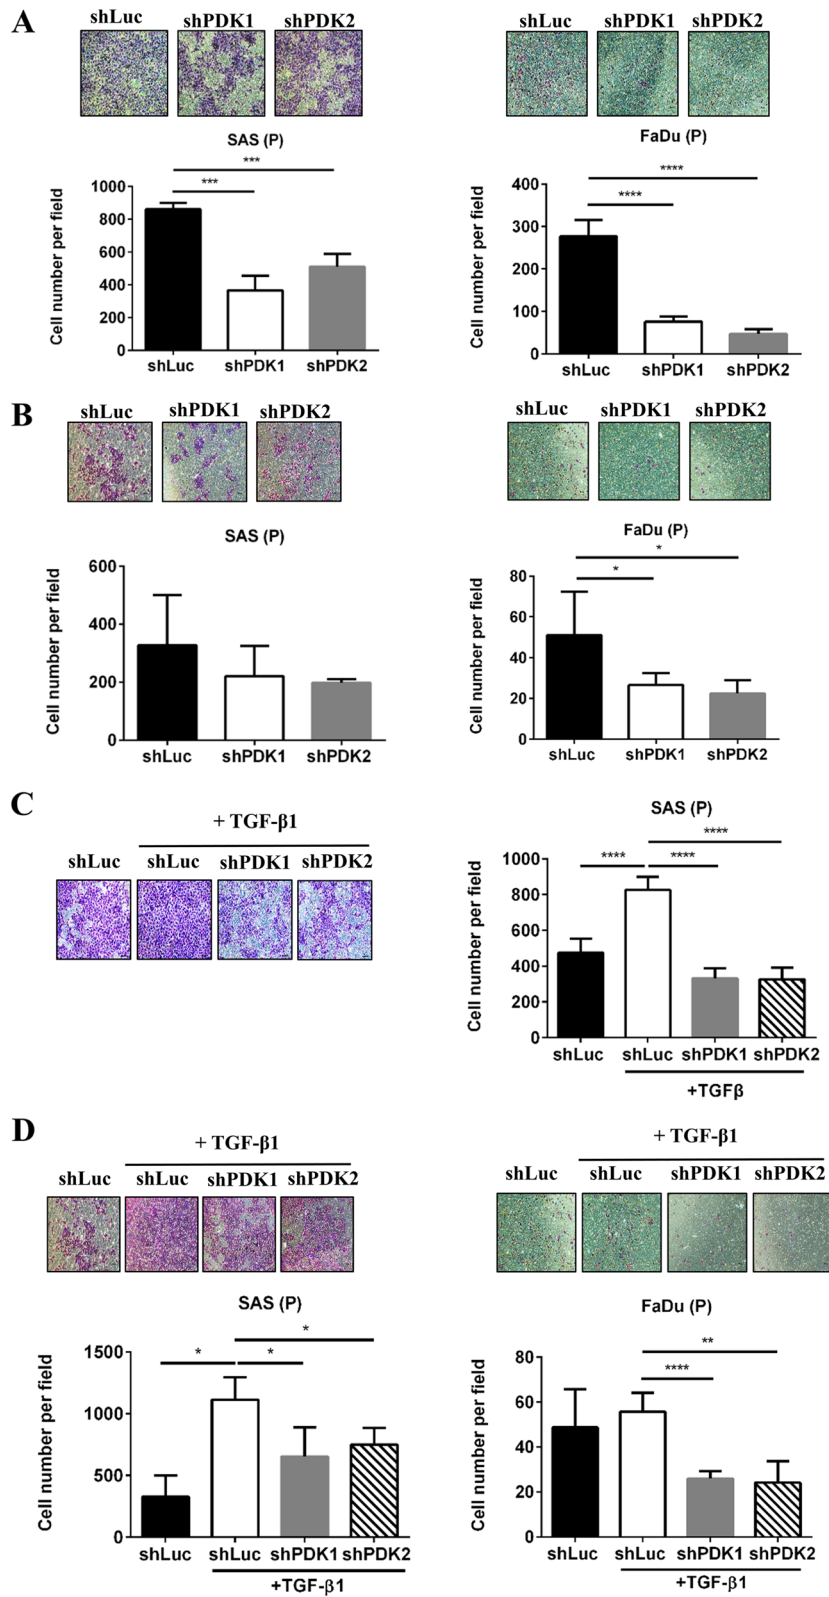 A
shLuc shPDK1 shPDK2
shLuc shPDK1 shPDK2
SAS (P)
***
***
Cell number per field
1000
800
600
400
200
0
shLuc shPDK1 shPDK2
FaDu (P)
****
****
Cell number per field
400
300
200
100
0
shLuc shPDK1 shPDK2
B
shLuc shPDK1 shPDK2
shLuc shPDK1 shPDK2
SAS (P)
Cell number per field
600
400
200
0
shLuc shPDK1 shPDK2
FaDu (P)
*
*
Cell number per field
80
60
40
20
0
shLuc shPDK1 shPDK2
C
+ TGF-β1
shLuc shLuc shPDK1 shPDK2
SAS (P)
****
**** ****
Cell number per field
1000
800
600
400
200
0
shLuc shLuc shPDK1 shPDK2
+TGFβ
D
+ TGF-β1
shLuc shLuc shPDK1 shPDK2
+ TGF-β1
shLuc shLuc shPDK1 shPDK2
SAS (P)
*
* *
Cell number per field
1500
1000
500
0
shLuc shLuc shPDK1 shPDK2
+TGF-β1
FaDu (P)
**
****
Cell number per field
80
60
40
20
0
shLuc shLuc shPDK1 shPDK2
+TGF-β1